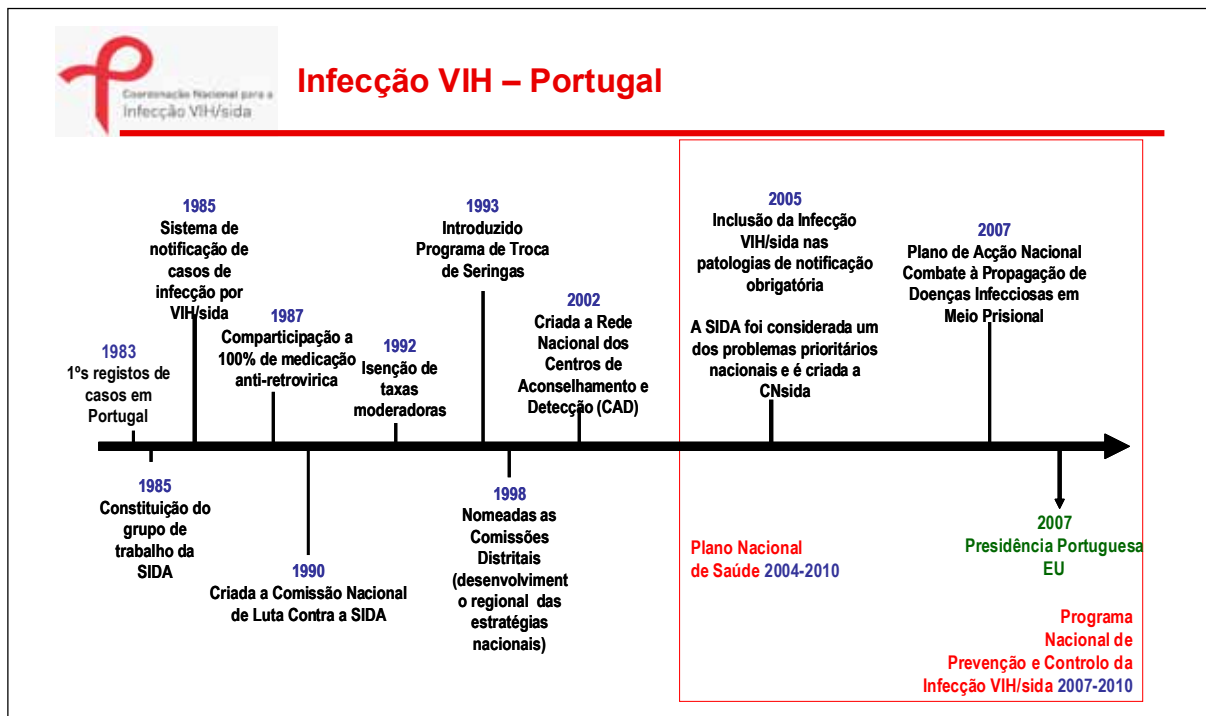 Coordenação Nacional para a
Infecção VIH/sida
Infecção VIH – Portugal
1983
1ºs registos de
casos em
Portugal
1985
Sistema de
notificação de
casos de
infecção por
VIH/sida
1987
Comparticipação a
100% de medicação
anti-retrovirica
1992
Isenção de
taxas
moderadoras
1993
Introduzido
Programa de Troca
de Seringas
2002
Criada a Rede
Nacional dos
Centros de
Aconselhamento e
Detecção (CAD)
2005
Inclusão da Infecção
VIH/sida nas
patologias de notificação
obrigatória
A SIDA foi considerada um
dos problemas prioritários
nacionais e é criada a
CNsida
2007
Plano de Acção Nacional
Combate à Propagação de
Doenças Infecciosas em
Meio Prisional
1985
Constituição do
grupo de
trabalho da
SIDA
1990
Criada a Comissão Nacional
de Luta Contra a SIDA
1998
Nomeadas as
Comissões
Distritais
(desenvolviment
o regional das
estratégias
nacionais)
Plano Nacional
de Saúde 2004-2010
2007
Presidência Portuguesa
EU
Programa
Nacional de
Prevenção e Controlo da
Infecção VIH/sida 2007-2010